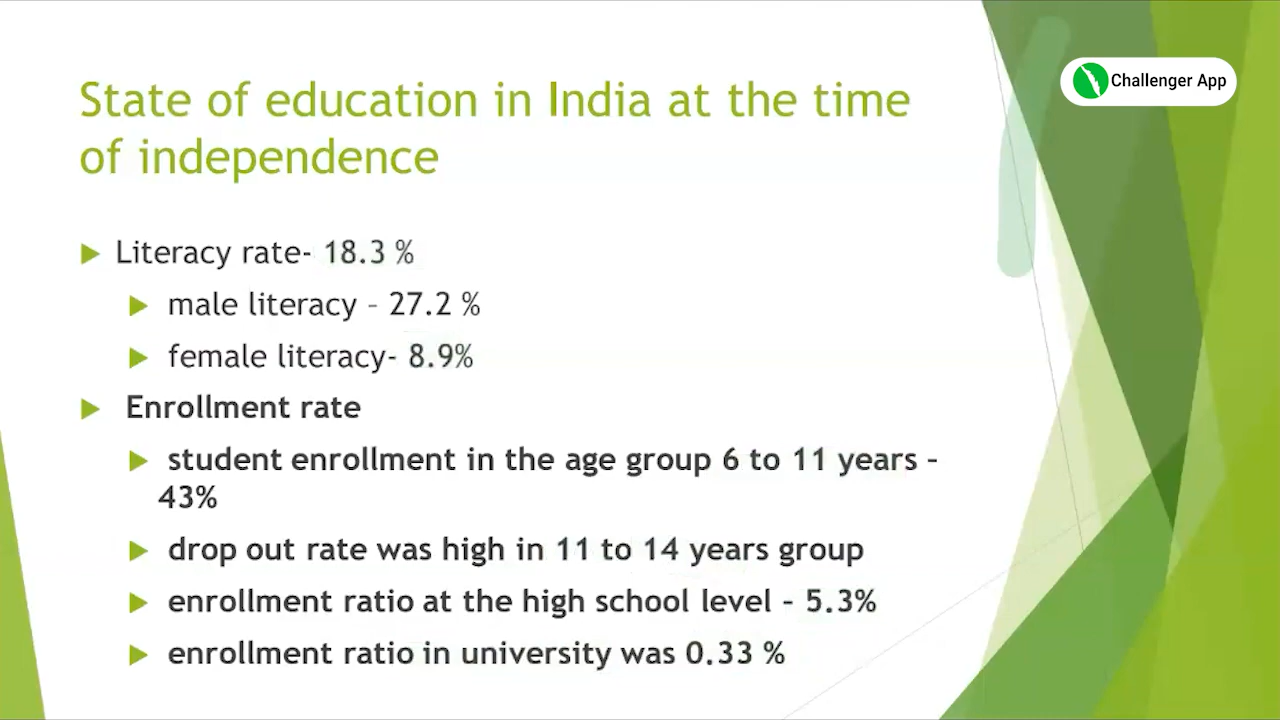 Challenger App
State of education in India at the time
of independence
Literacy rate- 18.3 %
male literacy – 27.2 %
female literacy- 8.9%
Enrollment rate
student enrollment in the age group 6 to 11 years –
43%
drop out rate was high in 11 to 14 years group
enrollment ratio at the high school level – 5.3%
enrollment ratio in university was 0.33 %